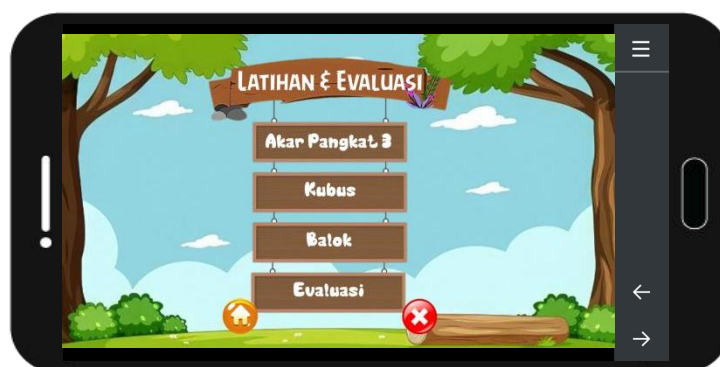 LATIHAN & EVALUASI
Akar Pangkat 3
Kubus
Balok
Evaluasi